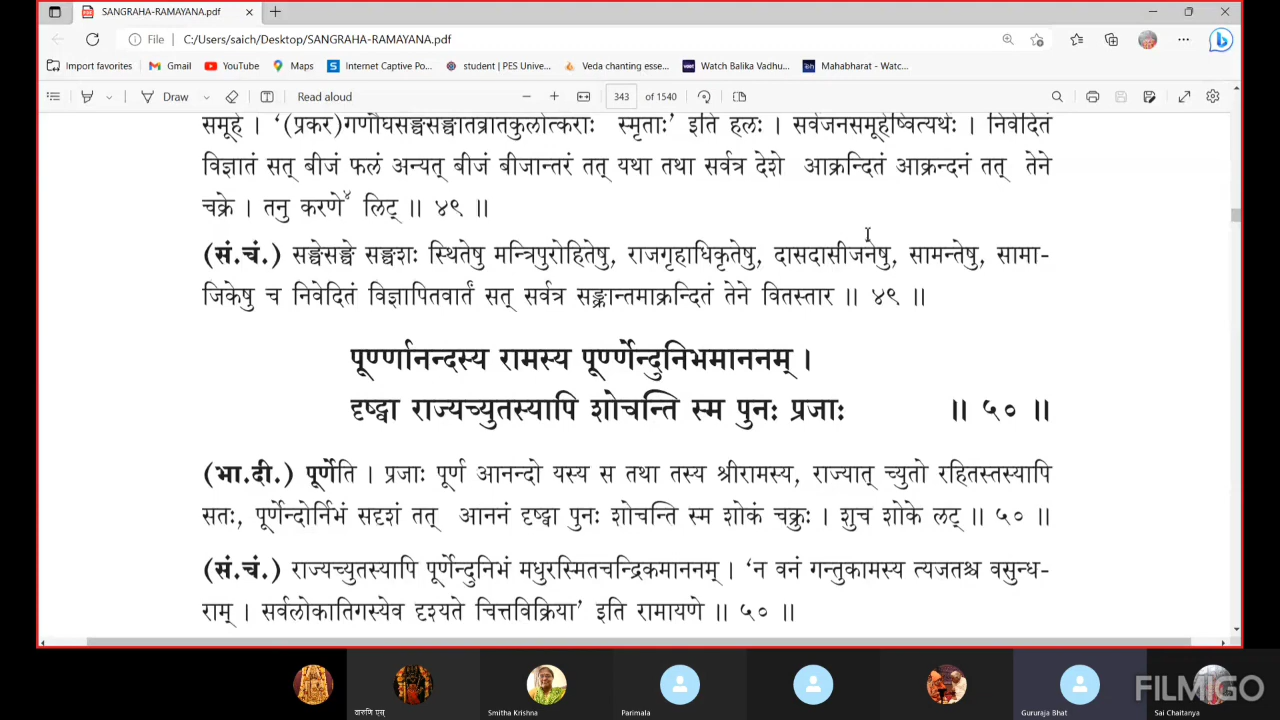 SANGRAHA-RAMAYANA.pdf
File C:/Users/saich/Desktop/SANGRAHA-RAMAYANA.pdf
Import favorites Gmail YouTube Maps Internet Captive Po... student | PES Unive... Veda chanting esse... Watch Balika Vadhu... Mahabharat - Watc...
Draw Read aloud 343 of 1540
समूहे । '(प्रकर)गणौघसङ्घसङ्घातव्रातकुलोत्कराः स्मृताः' इति हलः । सर्वजनसमूहेष्वित्यर्थः । निवेदितं
विज्ञातं सत् बीजं फलं अन्यत् बीजं बीजान्तरं तत् यथा तथा सर्वत्र देशे आक्रन्दितं आक्रन्दनं तत् तेने
चक्रे । तनु करणे४ लिट् ॥ ४९ ॥
(सं.चं.) सङ्घेसङ्घे सङ्घशः स्थितेषु मन्त्रिपुरोहितेषु, राजगृहाधिकृतेषु, दासदासीजनेषु, सामन्तेषु, सामा-
जिकेषु च निवेदितं विज्ञापितवार्तं सत् सर्वत्र सङ्क्रान्तमाक्रन्दितं तेने वितस्तार ॥ ४९ ॥
पूर्ण्णानन्दस्य रामस्य पूर्ण्णेन्दुनिभमाननम् ।
दृष्ट्वा राज्यच्युतस्यापि शोचन्ति स्म पुनः प्रजाः ॥ ५० ॥
(भा.दी.) पूर्णेति । प्रजाः पूर्ण आनन्दो यस्य स तथा तस्य श्रीरामस्य, राज्यात् च्युतो रहितस्तस्यापि
सतः, पूर्णेन्दोर्निभं सदृशं तत् आननं दृष्ट्वा पुनः शोचन्ति स्म शोकं चक्रुः । शुच शोके लट् ॥ ५० ॥
(सं.चं.) राज्यच्युतस्यापि पूर्णेन्दुनिभं मधुरस्मितचन्द्रिकमाननम् । 'न वनं गन्तुकामस्य त्यजतश्च वसुन्ध-
राम् । सर्वलोकातिगस्येव दृश्यते चित्तविक्रिया' इति रामायणे ॥ ५० ॥
तारुणि एस् Smitha Krishna Parimala Gururaja Bhat Sai Chaitanya
FILMIGO